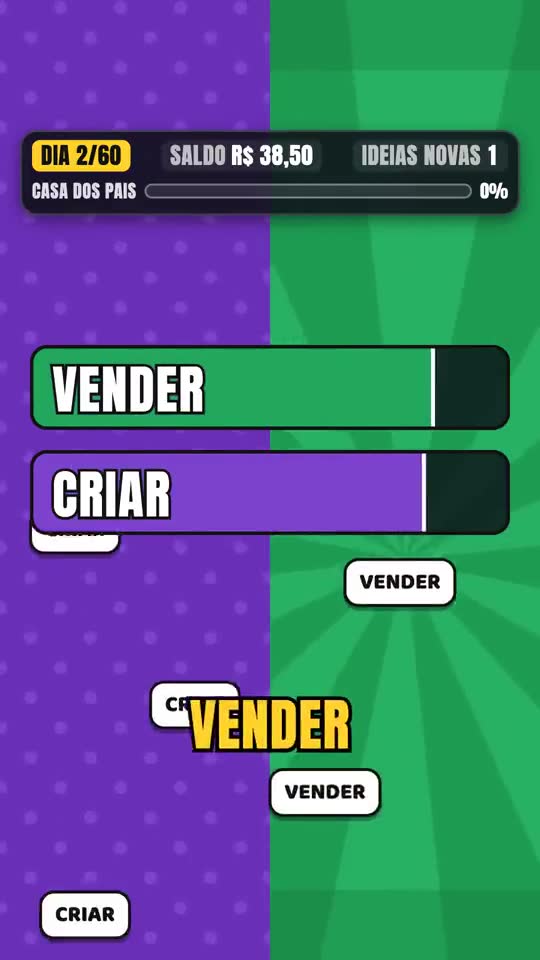 DIA 2/60 SALDO R$ 38,50 IDEIAS NOVAS 1
CASA DOS PAIS 0%
VENDER
CRIAR
VENDER
VENDER
VENDER
CRIAR